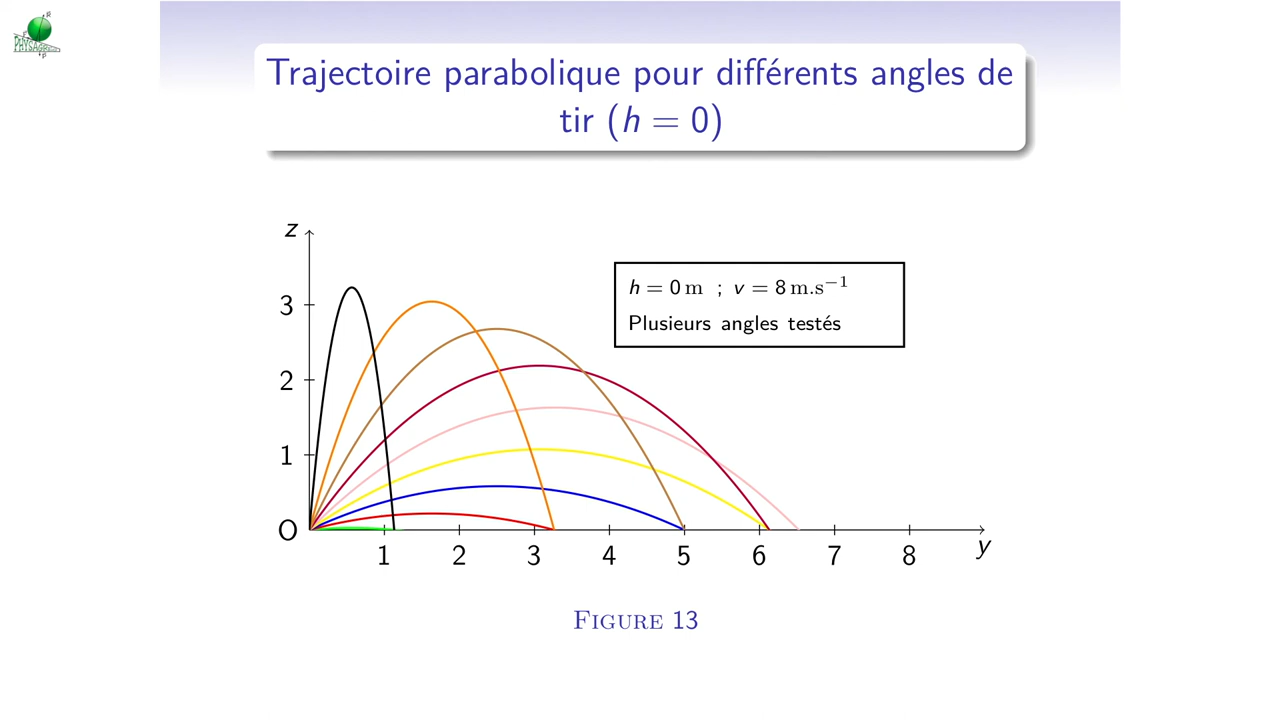 Trajectoire parabolique pour différents angles de
tir (h = 0)
z
h = 0 m ; v = 8 m.s⁻¹
Plusieurs angles testés
3
2
1
O
1 2 3 4 5 6 7 8
y
FIGURE 13